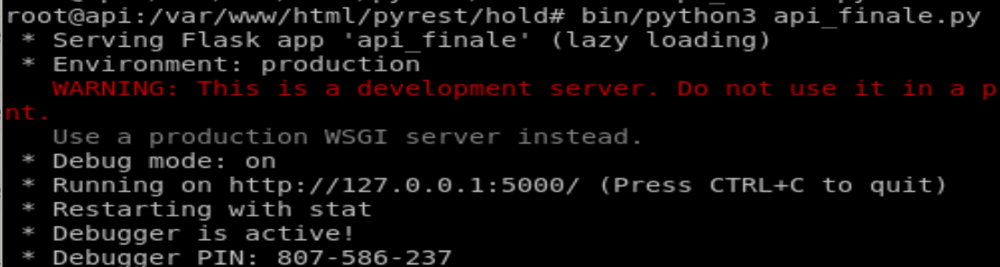 root@api:/var/www/html/pyrest/hold# bin/python3 api_finale.py
* Serving Flask app 'api_finale' (lazy loading)
* Environment: production
WARNING: This is a development server. Do not use it in a p
nt.
Use a production WSGI server instead.
* Debug mode: on
* Running on http://127.0.0.1:5000/ (Press CTRL+C to quit)
* Restarting with stat
* Debugger is active!
* Debugger PIN: 807-586-237